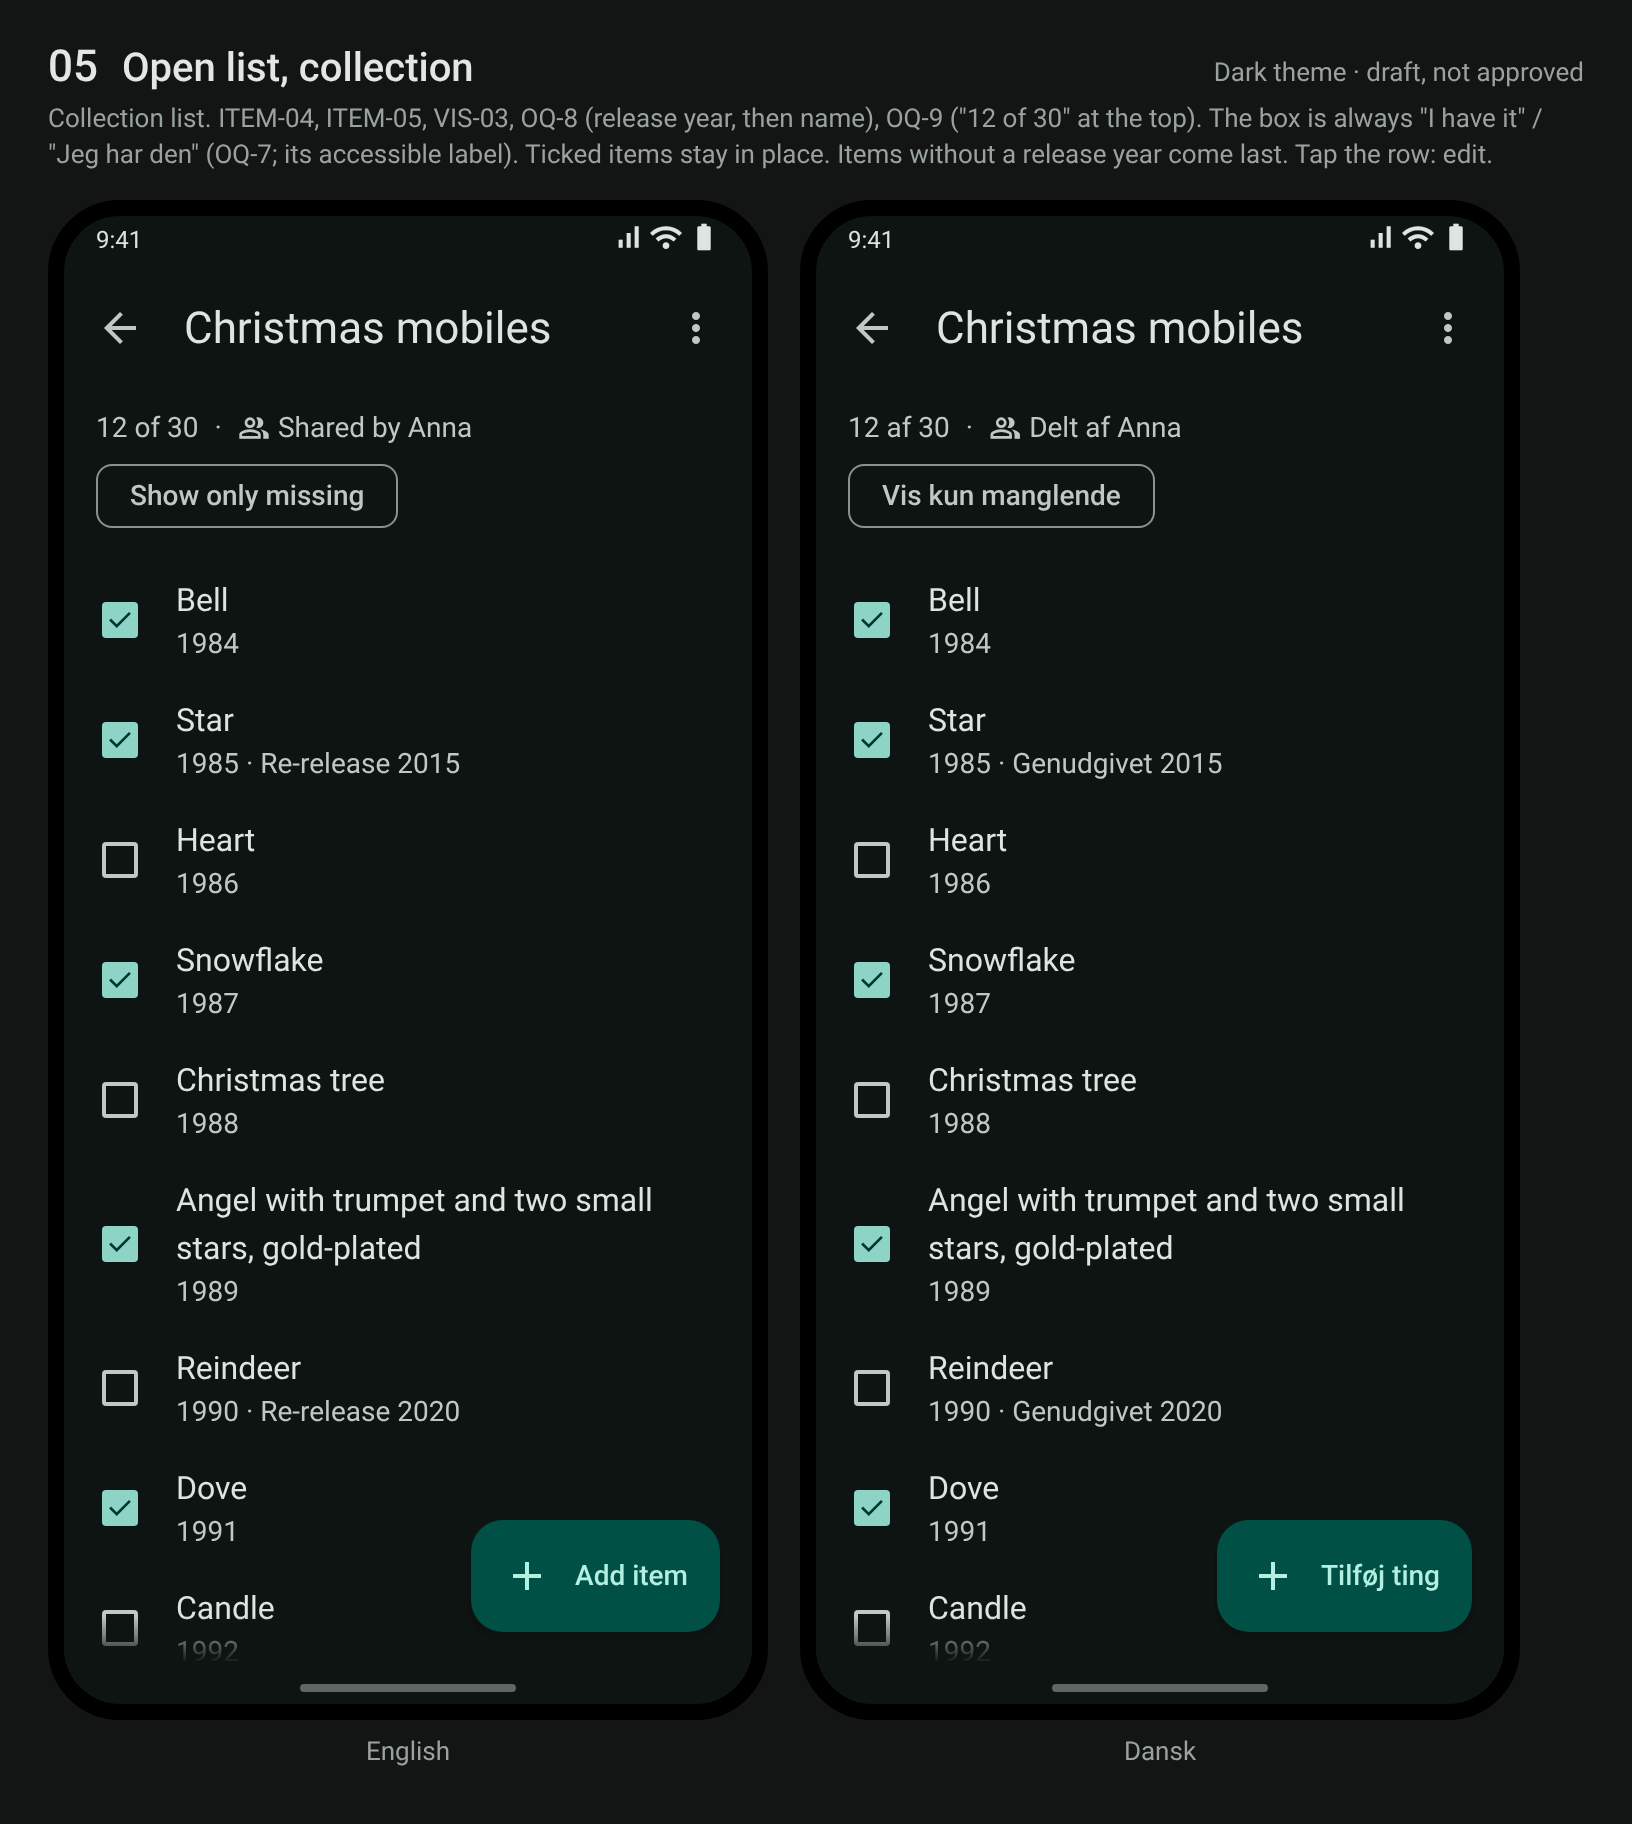 05 Open list, collection
Dark theme · draft, not approved
Collection list. ITEM-04, ITEM-05, VIS-03, OQ-8 (release year, then name), OQ-9 ("12 of 30" at the top). The box is always "I have it" /
"Jeg har den" (OQ-7; its accessible label). Ticked items stay in place. Items without a release year come last. Tap the row: edit.
9:41
Christmas mobiles
12 of 30 · Shared by Anna
Show only missing
Bell
1984
Star
1985 · Re-release 2015
Heart
1986
Snowflake
1987
Christmas tree
1988
Angel with trumpet and two small
stars, gold-plated
1989
Reindeer
1990 · Re-release 2020
Dove
1991
Add item
Candle
1992
English
9:41
Christmas mobiles
12 af 30 · Delt af Anna
Vis kun manglende
Bell
1984
Star
1985 · Genudgivet 2015
Heart
1986
Snowflake
1987
Christmas tree
1988
Angel with trumpet and two small
stars, gold-plated
1989
Reindeer
1990 · Genudgivet 2020
Dove
1991
Tilføj ting
Candle
1992
Dansk